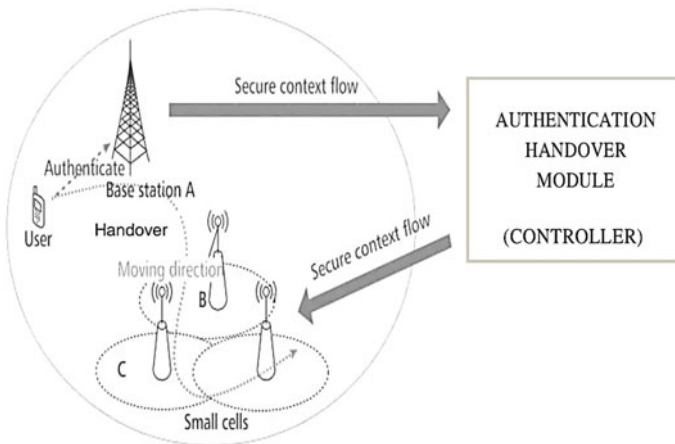 Secure context flow
AUTHENTICATION
HANDOVER
MODULE
(CONTROLLER)
Authenticate
Base station A
User
Handover
Secure context flow
Moving direction
B
C
Small cells